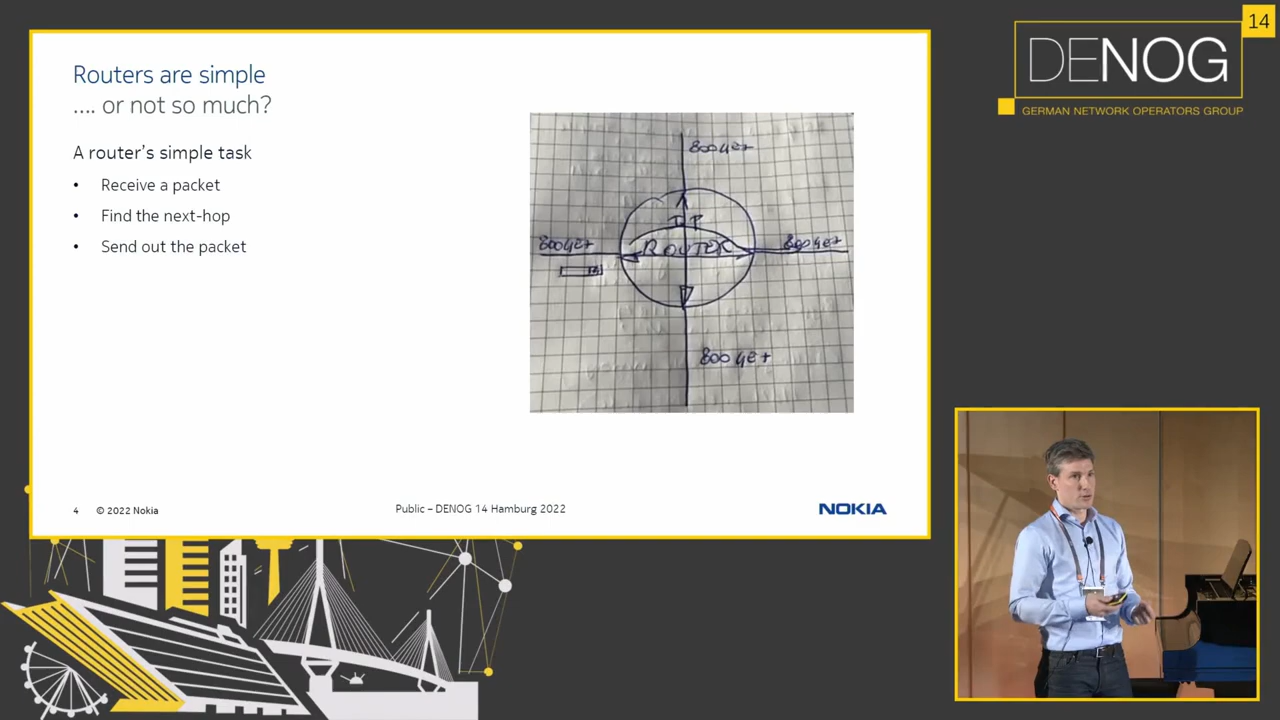 Routers are simple
.... or not so much?
A router's simple task
• Receive a packet
• Find the next-hop
• Send out the packet
800GE+
IP
ROUTER
800GE+
800GE+
800GE+
4 © 2022 Nokia
Public – DENOG 14 Hamburg 2022
NOKIA
14
DENOG
GERMAN NETWORK OPERATORS GROUP